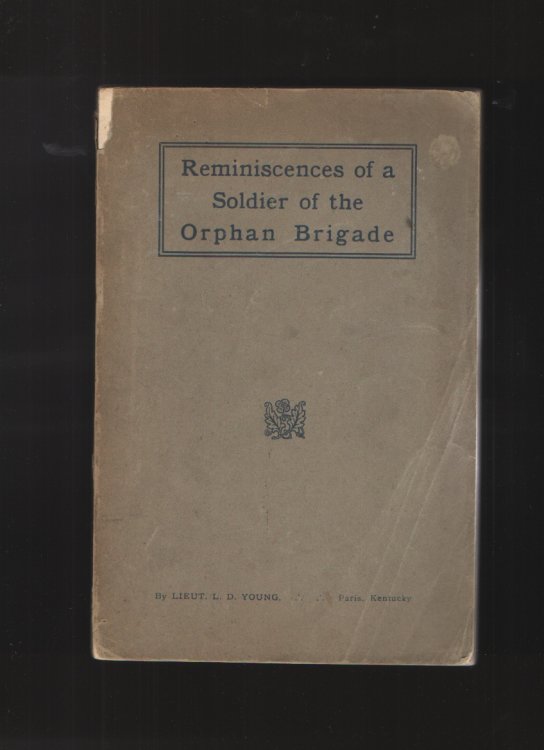 Reminiscences of a
Soldier of the
Orphan Brigade
By LIEUT. L. D. YOUNG, ∴ ∴ Paris, Kentucky